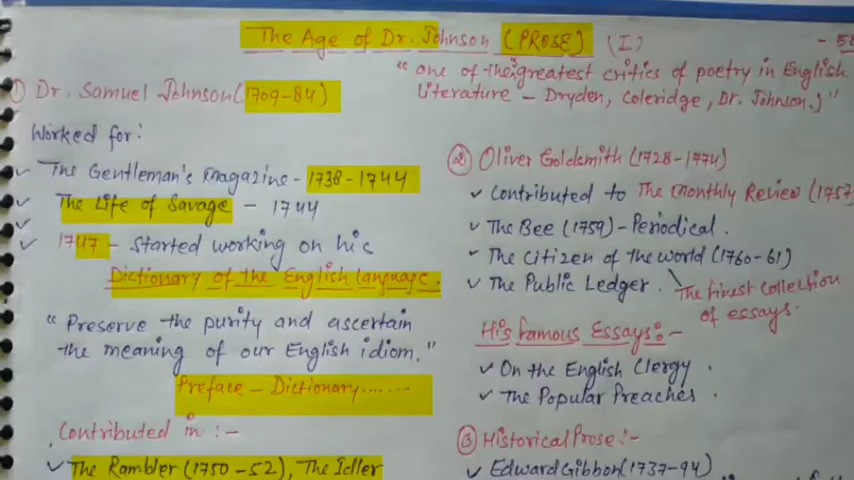 The Age of Dr. Johnson (PROSE) (I)
"one of the greatest critics of poetry in English
Literature - Dryden, Coleridge, Dr. Johnson."
① Dr. Samuel Johnson (1709-84)
Worked for:
✓ The Gentleman's Magazine - 1738-1744
✓ The Life of Savage - 1744
✓ 1747 - Started working on his
Dictionary of the English Language.
"Preserve the purity and ascertain
the meaning of our English idiom."
Preface - Dictionary.......
Contributed in :-
✓ The Rambler (1750-52), The Idler
② Oliver Goldsmith (1728-1774)
✓ Contributed to The Monthly Review (1757
✓ The Bee (1759) - Periodical.
✓ The Citizen of the World (1760-61)
✓ The Public Ledger.
The finest collection
of essays.
His famous Essays:-
✓ On the English Clergy.
✓ The Popular Preaches.
③ Historical Prose:-
✓ Edward Gibbon (1737-94)